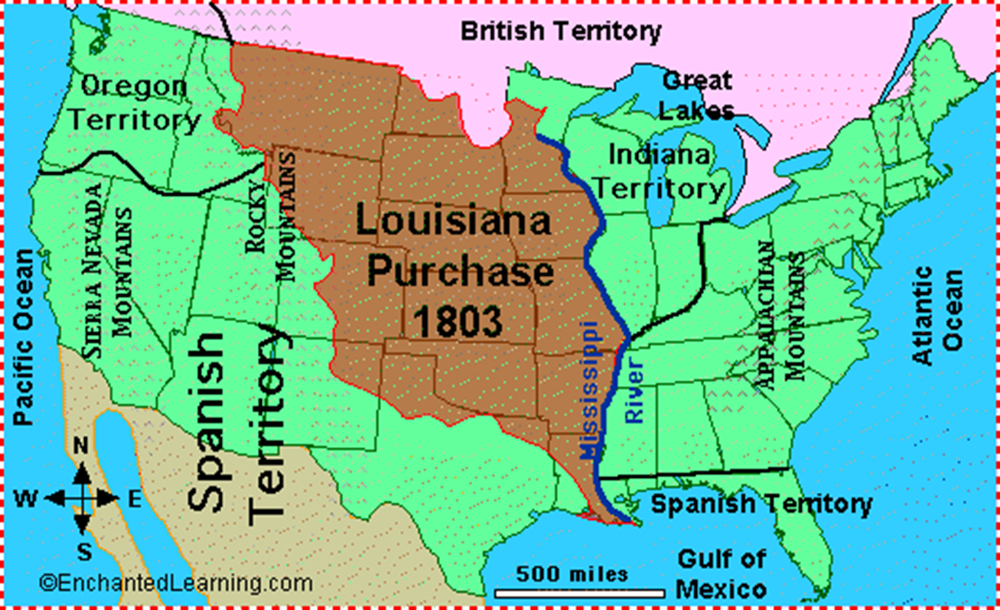 British Territory
Great
Lakes
Oregon
Territory
Indiana
Territory
SIERRA NEVADA
MOUNTAINS
ROCKY
MOUNTAINS
Louisiana
Purchase
1803
APPALACHIAN
MOUNTAINS
Pacific Ocean
Atlantic
Ocean
Spanish
Territory
Mississippi
River
N
W
E
S
Spanish Territory
Gulf of
Mexico
500 miles
©EnchantedLearning.com